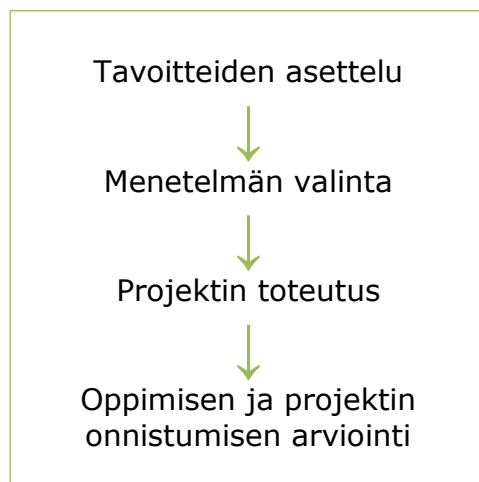 Tavoitteiden asettelu
Menetelmän valinta
Projektin toteutus
Oppimisen ja projektin
onnistumisen arviointi